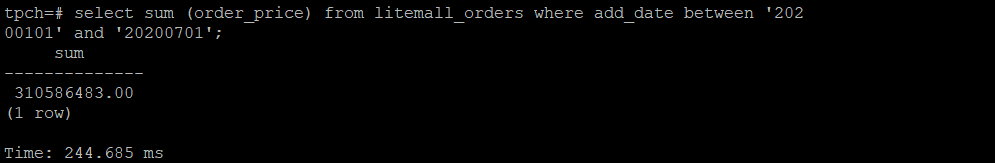 tpch=# select sum (order_price) from litemall_orders where add_date between '202
00101' and '20200701';
     sum
--------------
 310586483.00
(1 row)

Time: 244.685 ms